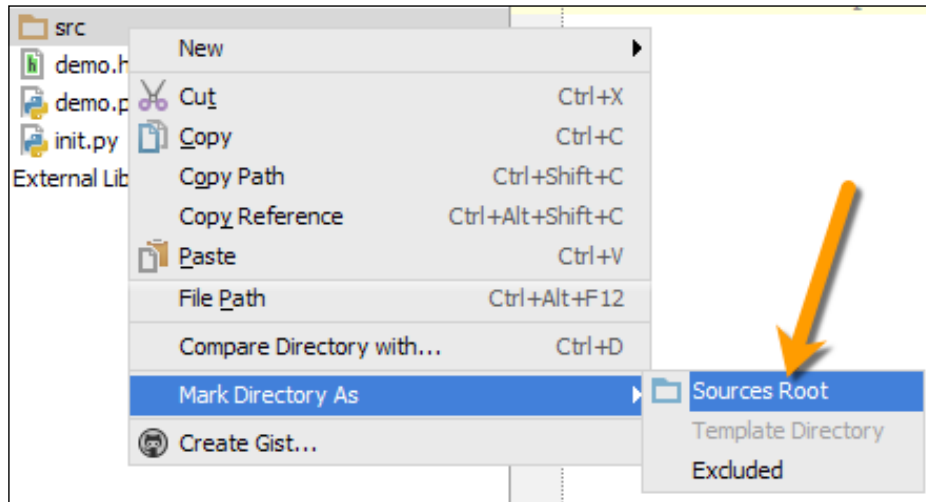 src
New
demo.h
Cut Ctrl+X
demo.p
Copy Ctrl+C
init.py
Copy Path Ctrl+Shift+C
External Lib
Copy Reference Ctrl+Alt+Shift+C
Paste Ctrl+V
File Path Ctrl+Alt+F12
Compare Directory with... Ctrl+D
Mark Directory As
Sources Root
Template Directory
Create Gist...
Excluded